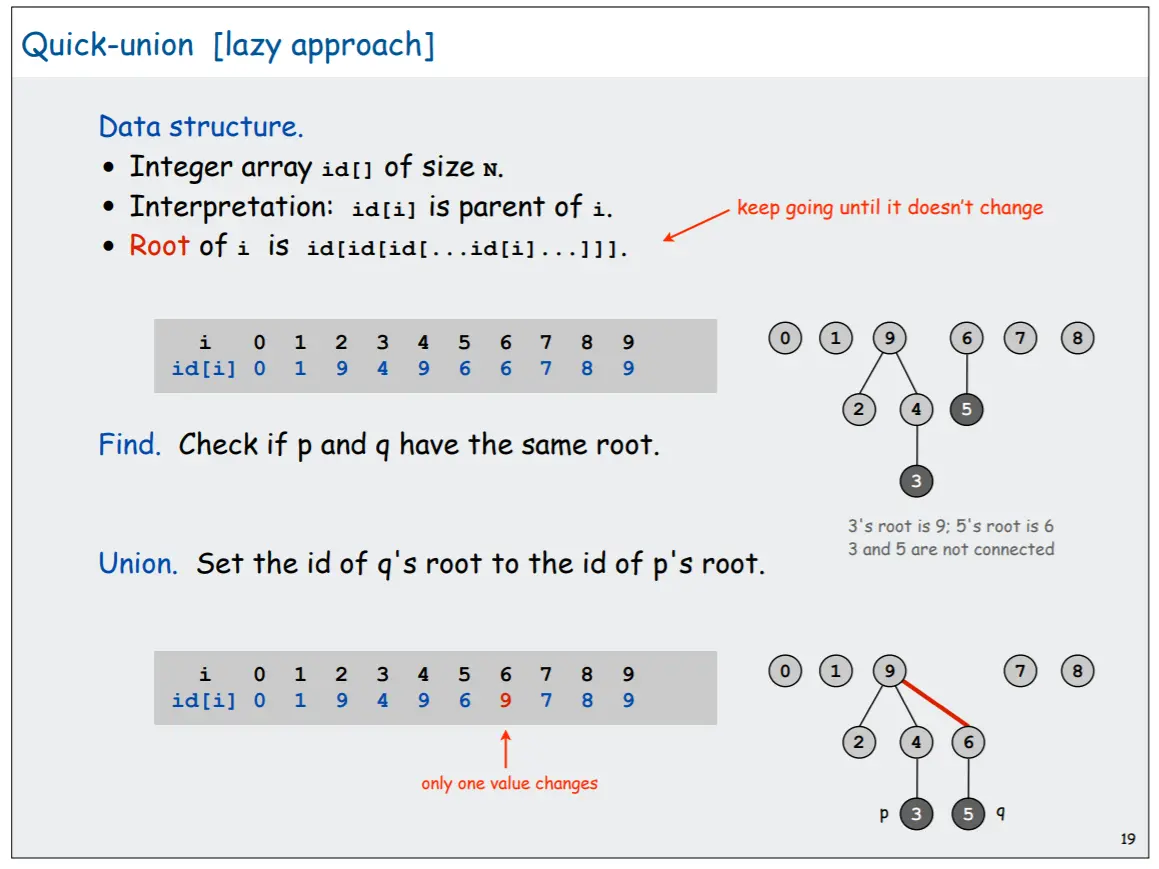 Quick-union [lazy approach]
Data structure.
• Integer array id[] of size N.
• Interpretation: id[i] is parent of i.
• Root of i is id[id[id[...id[i]...]]].
keep going until it doesn't change
i 0 1 2 3 4 5 6 7 8 9
id[i] 0 1 9 4 9 6 6 7 8 9
0 1 9 6 7 8
2 4 5
3
Find. Check if p and q have the same root.
3's root is 9; 5's root is 6
3 and 5 are not connected
Union. Set the id of q's root to the id of p's root.
i 0 1 2 3 4 5 6 7 8 9
id[i] 0 1 9 4 9 6 9 7 8 9
only one value changes
0 1 9 7 8
2 4 6
p 3 5 q
19